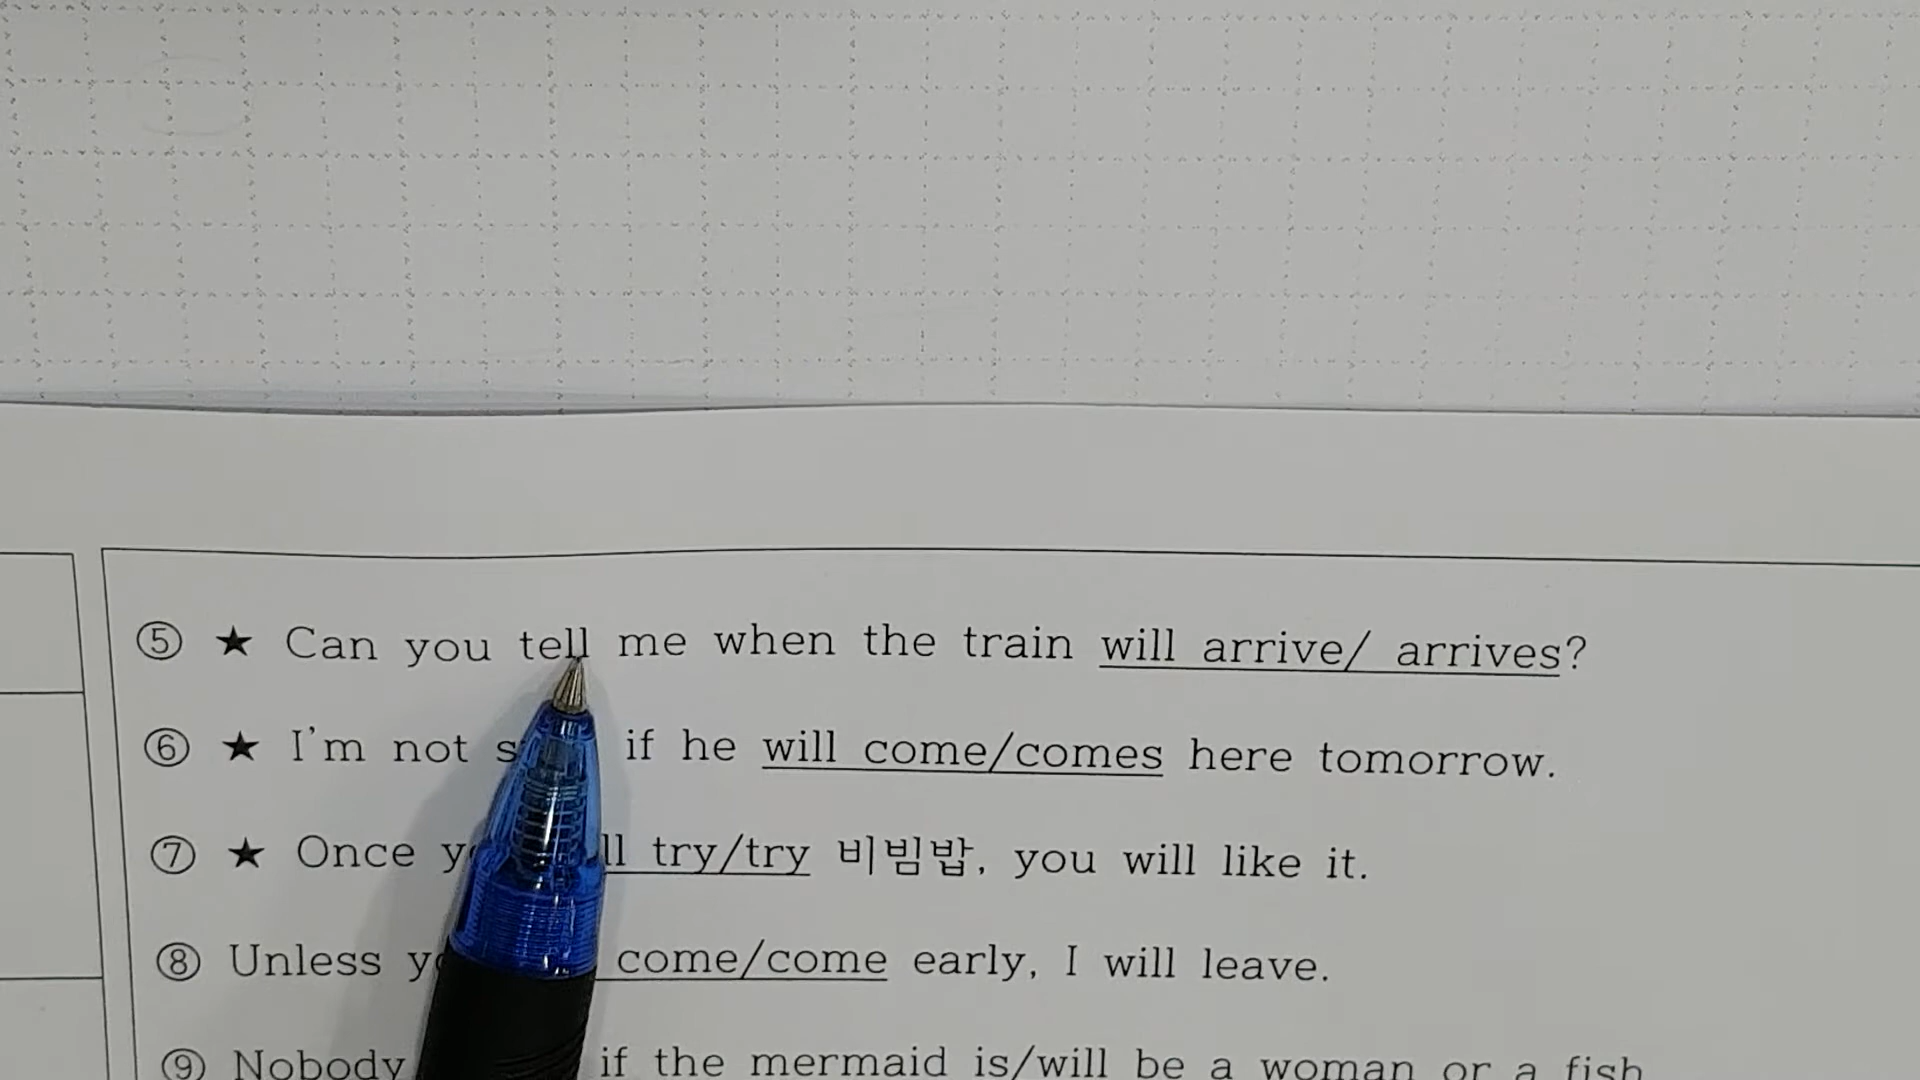 ⑤ ★ Can you tell me when the train will arrive/ arrives?
⑥ ★ I'm not if he will come/comes here tomorrow.
⑦ ★ Once try/try 비빔밥, you will like it.
⑧ Unless come/come early, I will leave.
⑨ Nobody if the mermaid is/will be a woman or a fish